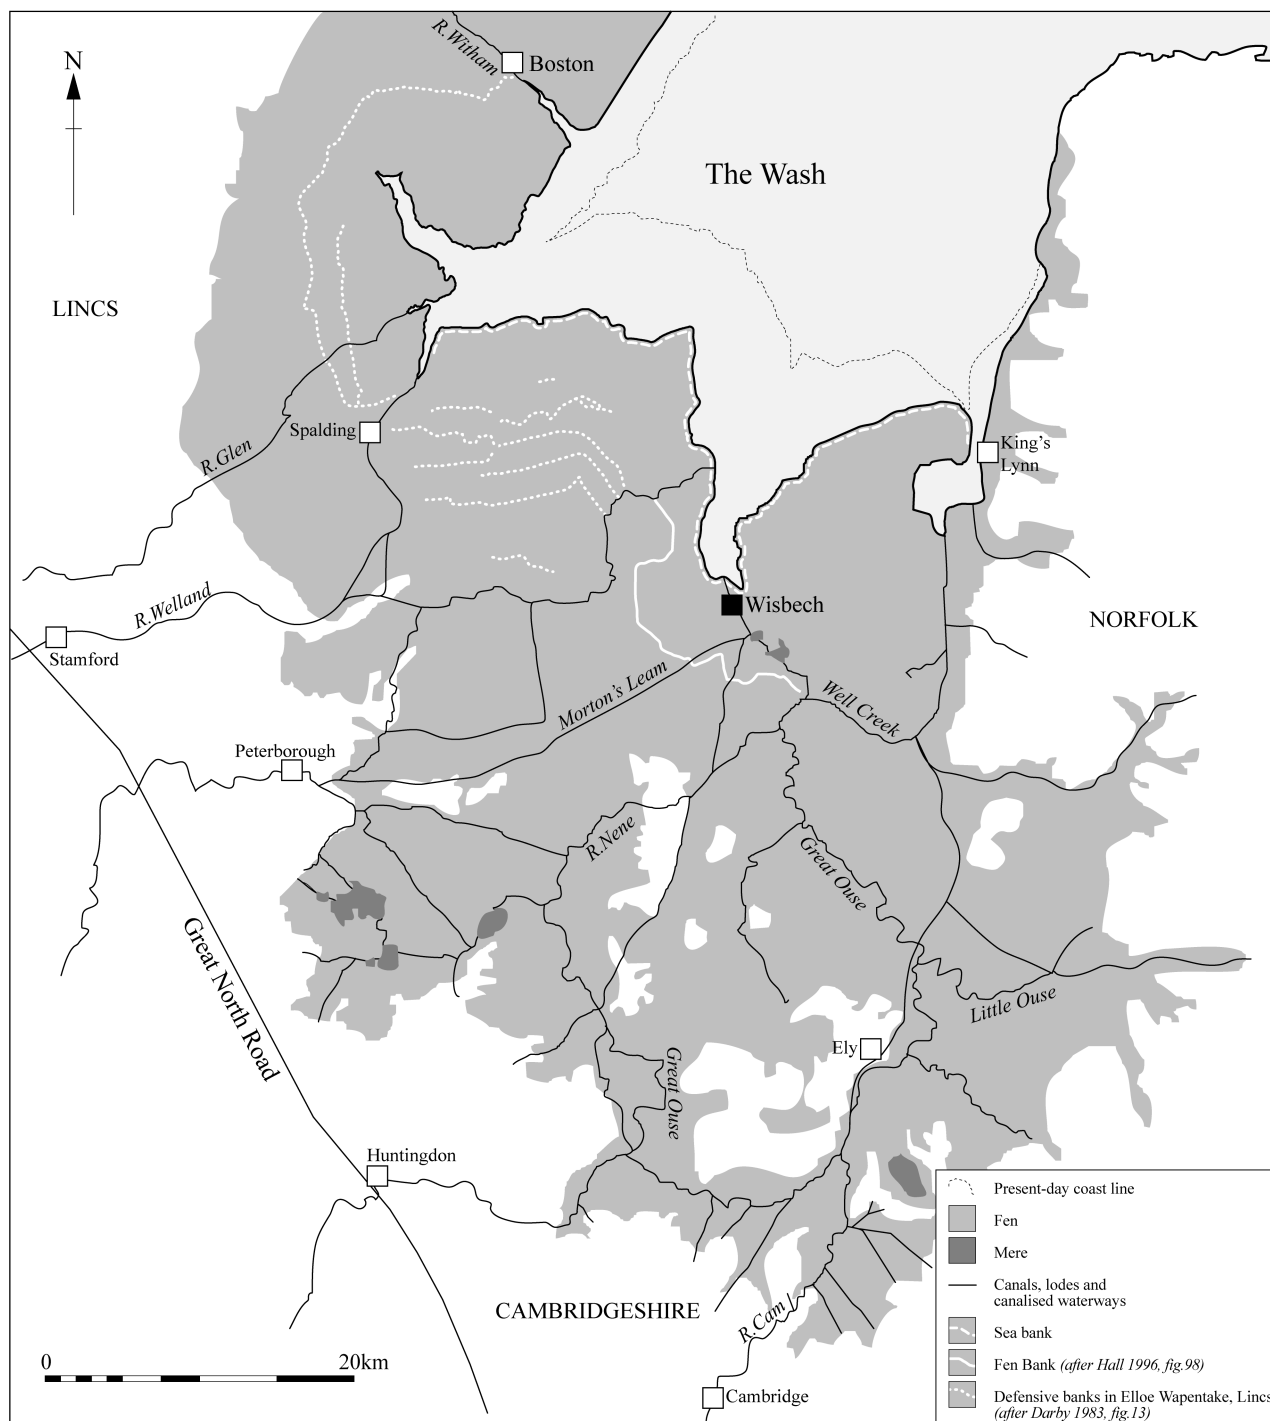 R.Witham
Boston
N
The Wash
LINCS
Spalding
King's
Lynn
R.Glen
R.Welland
Wisbech
NORFOLK
Stamford
Morton's Leam
Well Creek
Peterborough
R.Nene
Great Ouse
Great North Road
Little Ouse
Ely
Great Ouse
Huntingdon
CAMBRIDGESHIRE
R.Cam
Cambridge
0 20km
Present-day coast line
Fen
Mere
Canals, lodes and
canalised waterways
Sea bank
Fen Bank (after Hall 1996, fig.98)
Defensive banks in Elloe Wapentake, Lincs
(after Darby 1983, fig.13)